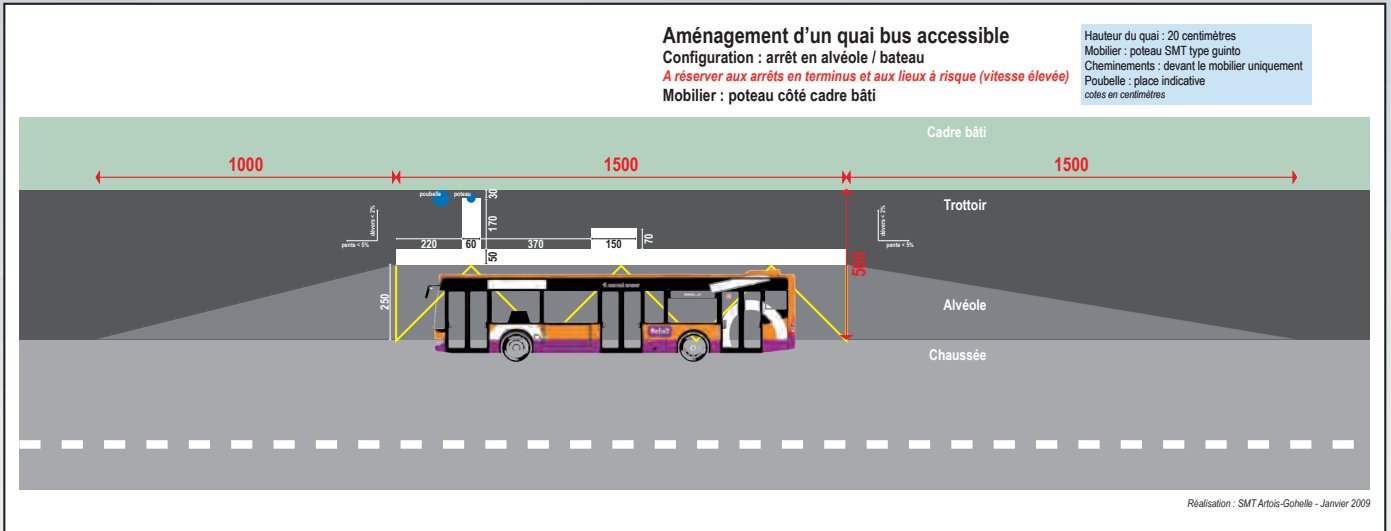 Aménagement d'un quai bus accessible
Configuration : arrêt en alvéole / bateau
A réserver aux arrêts en terminus et aux lieux à risque (vitesse élevée)
Mobilier : poteau côté cadre bâti
Hauteur du quai : 20 centimètres
Mobilier : poteau SMT type guinto
Cheminements : devant le mobilier uniquement
Poubelle : place indicative
cotes en centimètres
Cadre bâti
1000
1500
1500
poubelle
poteau
30
Trottoir
dévers < 2%
pente < 5%
170
220
60
370
150
70
50
dévers < 2%
pente < 5%
500
250
Alvéole
Chaussée
Réalisation : SMT Artois-Gohelle - Janvier 2009